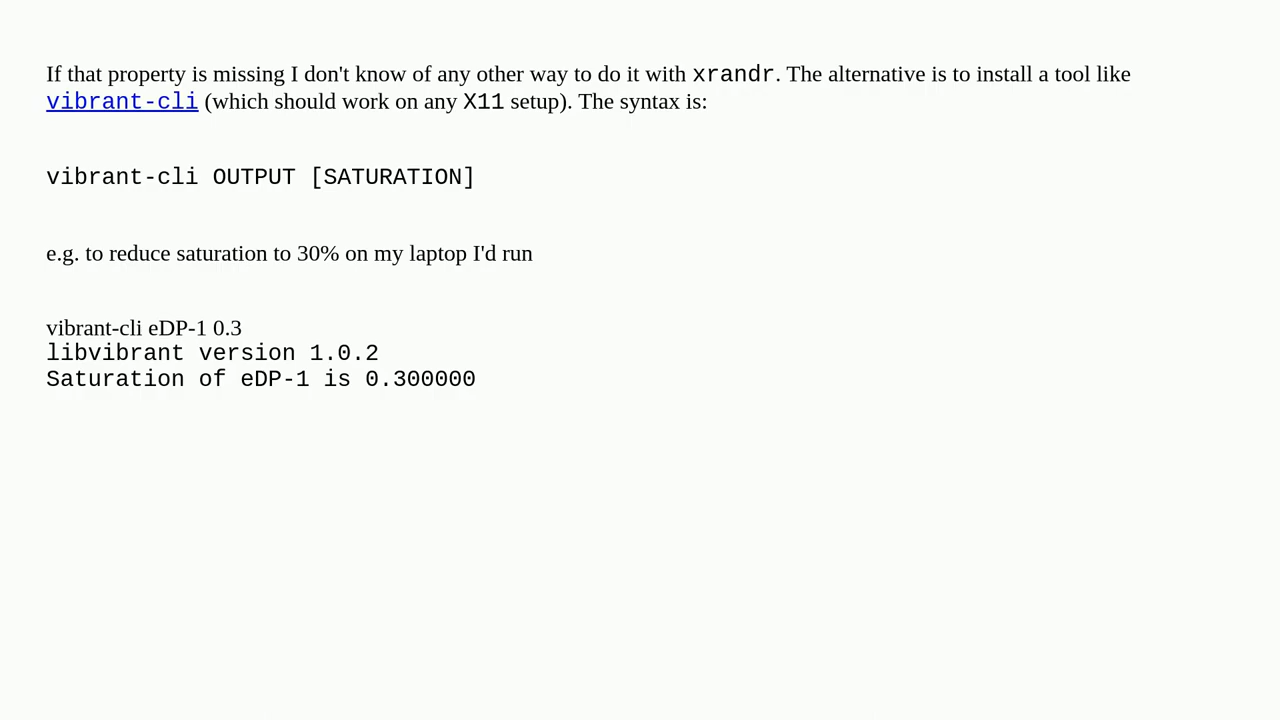 If that property is missing I don't know of any other way to do it with xrandr. The alternative is to install a tool like
vibrant-cli (which should work on any X11 setup). The syntax is:
vibrant-cli OUTPUT [SATURATION]
e.g. to reduce saturation to 30% on my laptop I'd run
vibrant-cli eDP-1 0.3
libvibrant version 1.0.2
Saturation of eDP-1 is 0.300000